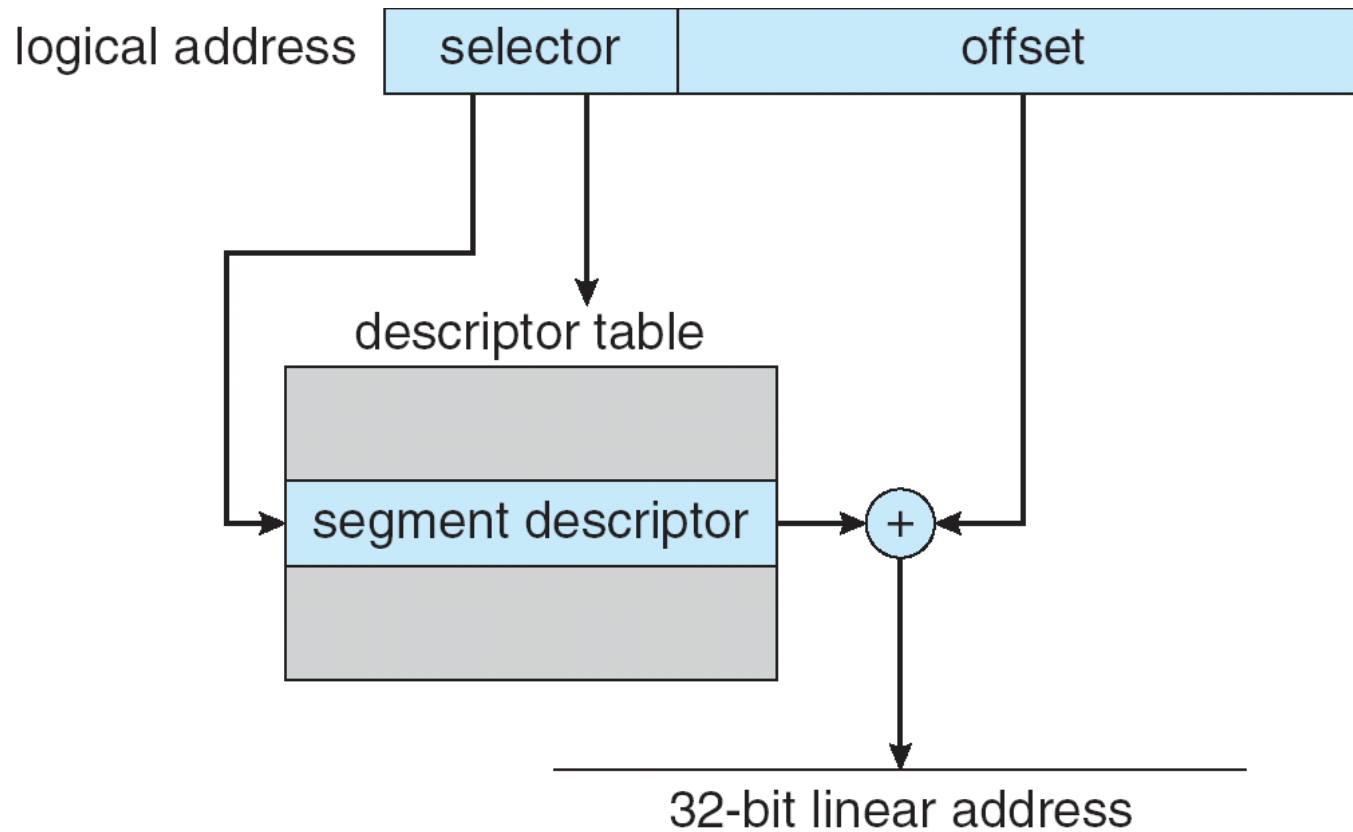 logical address selector offset
descriptor table
segment descriptor +
32-bit linear address